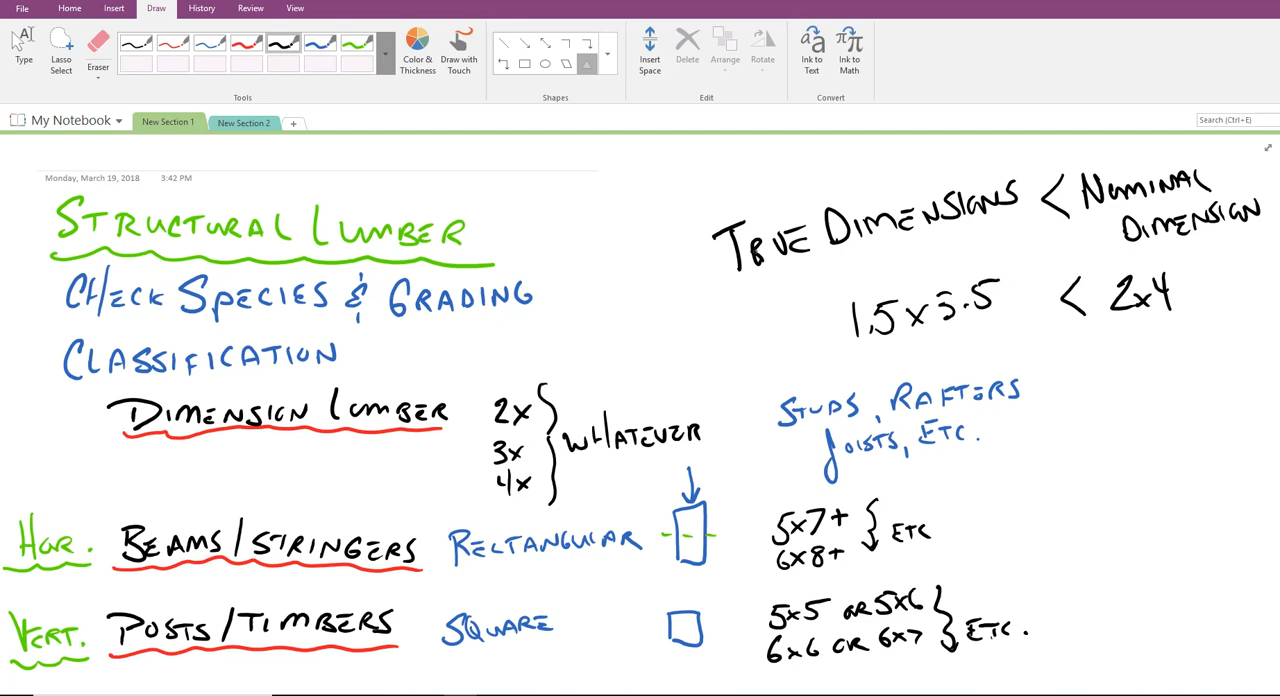 File Home Insert Draw History Review View
Type
Lasso Select
Eraser
Color & Thickness
Draw with Touch
Insert Space
Delete
Arrange
Rotate
Ink to Text
Ink to Math
Tools Shapes Edit Convert
My Notebook New Section 1 New Section 2 +
Search (Ctrl+E)
Monday, March 19, 2018 3:42 PM
STRUCTURAL LUMBER
CHECK SPECIES & GRADING
CLASSIFICATION
TRUE DIMENSIONS < NOMINAL
DIMENSION
1.5x3.5 < 2x4
DIMENSION LUMBER
2x
3x
4x
WHATEVER
STUDS, RAFTERS
JOISTS, ETC.
HOR. BEAMS/STRINGERS RECTANGULAR
5x7+
6x8+
ETC
VERT. POSTS/TIMBERS SQUARE
5x5 OR 5x6
6x6 OR 6x7
ETC.